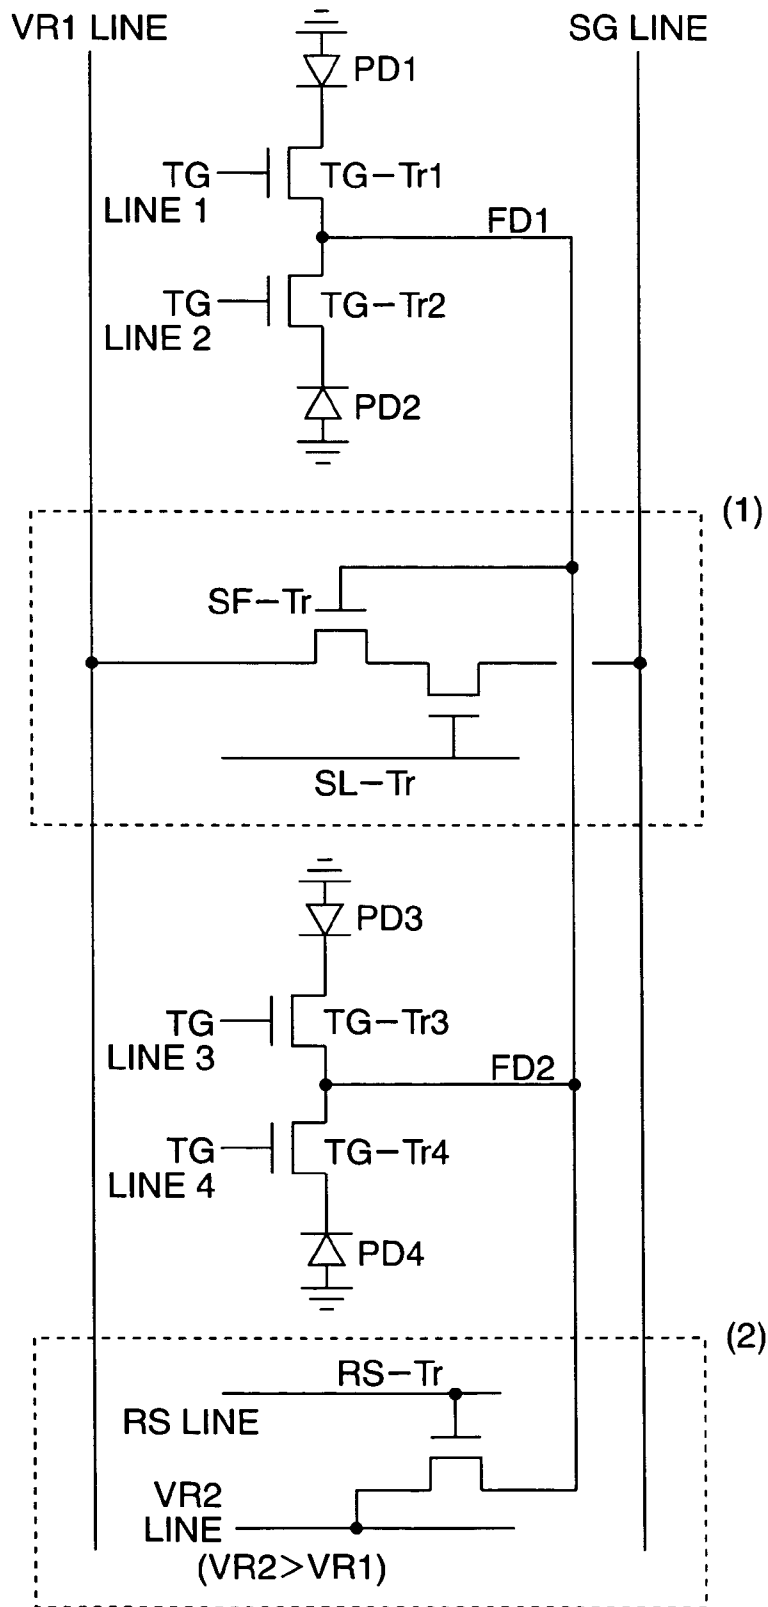 VR1 LINE
SG LINE
PD1
TG
LINE 1
TG–Tr1
FD1
TG
LINE 2
TG–Tr2
PD2
(1)
SF–Tr
SL–Tr
PD3
TG
LINE 3
TG–Tr3
FD2
TG
LINE 4
TG–Tr4
PD4
(2)
RS–Tr
RS LINE
VR2
LINE
(VR2>VR1)